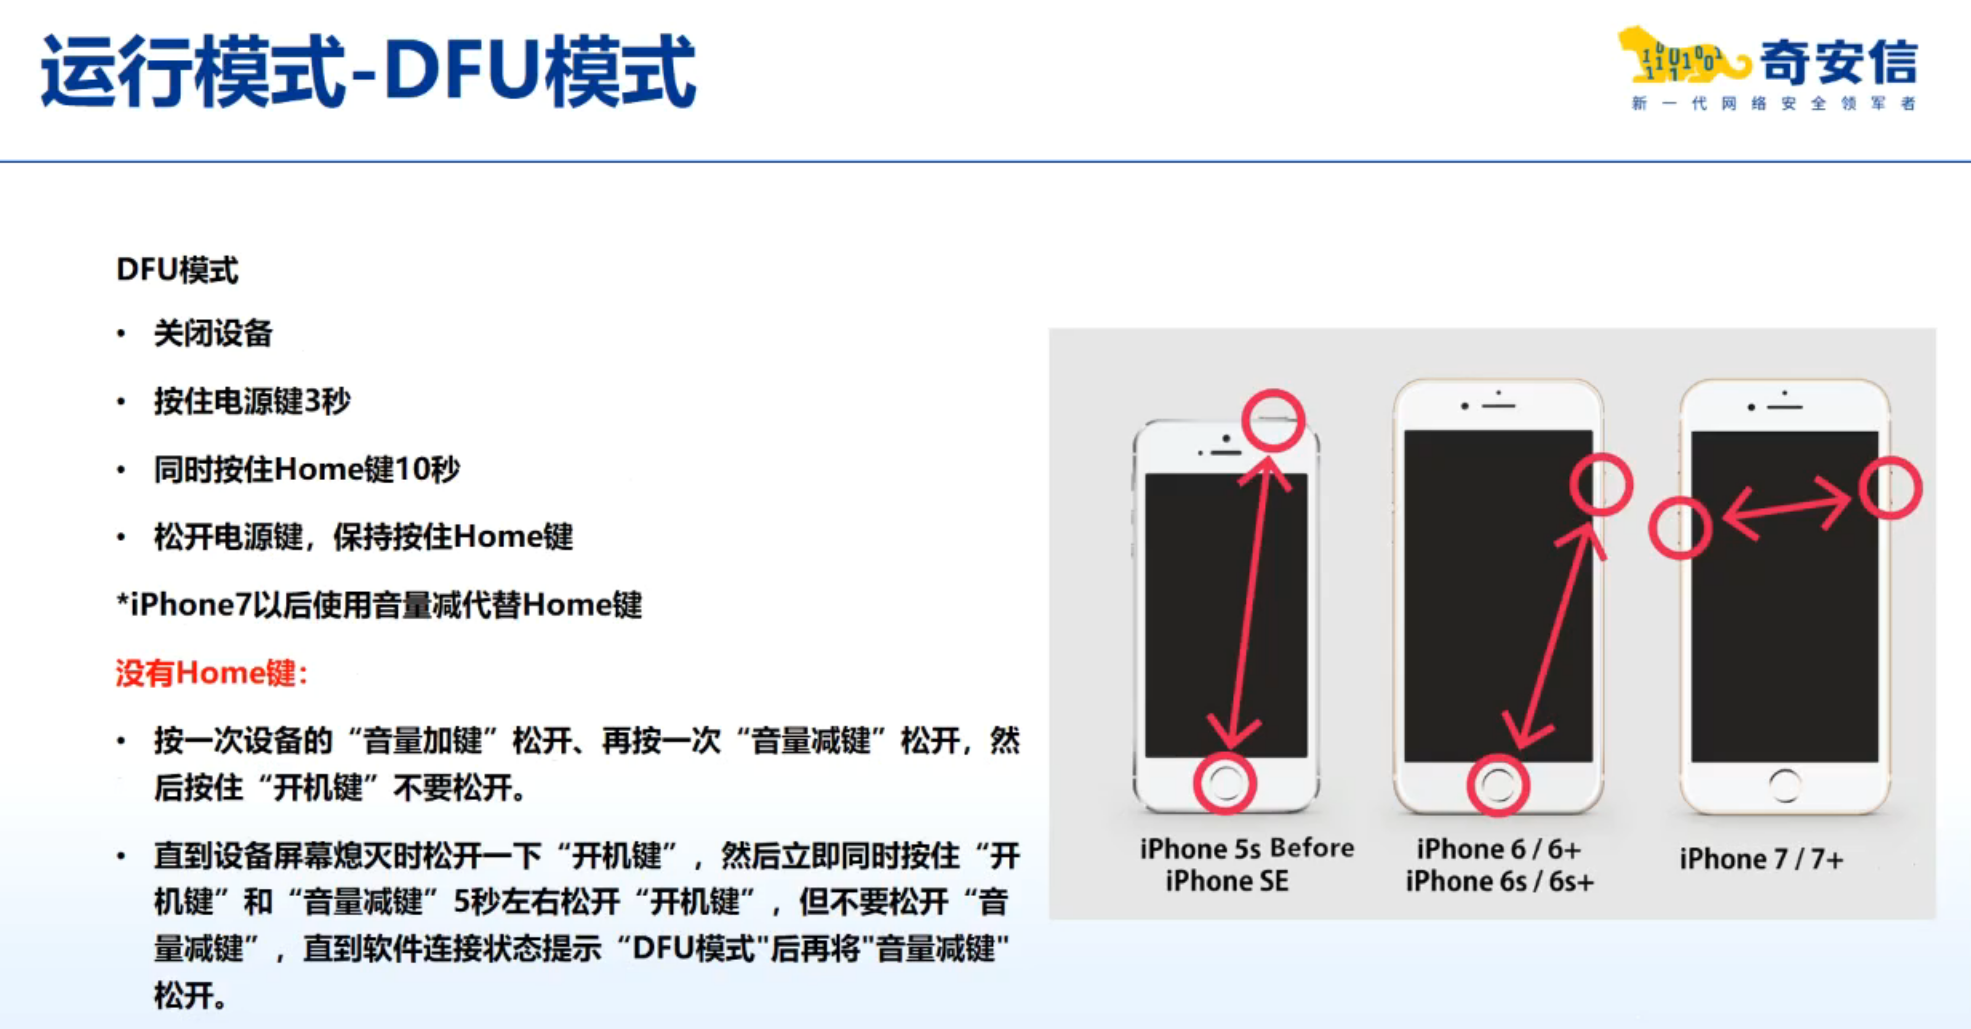 运行模式-DFU模式
奇安信
新一代网络安全领军者
DFU模式
• 关闭设备
• 按住电源键3秒
• 同时按住Home键10秒
• 松开电源键，保持按住Home键
*iPhone7以后使用音量减代替Home键
没有Home键：
• 按一次设备的“音量加键”松开、再按一次“音量减键”松开，然
后按住“开机键”不要松开。
• 直到设备屏幕熄灭时松开一下“开机键”，然后立即同时按住“开
机键”和“音量减键”5秒左右松开“开机键”，但不要松开“音
量减键”，直到软件连接状态提示“DFU模式"后再将"音量减键"
松开。
iPhone 5s Before
iPhone SE
iPhone 6 / 6+
iPhone 6s / 6s+
iPhone 7 / 7+